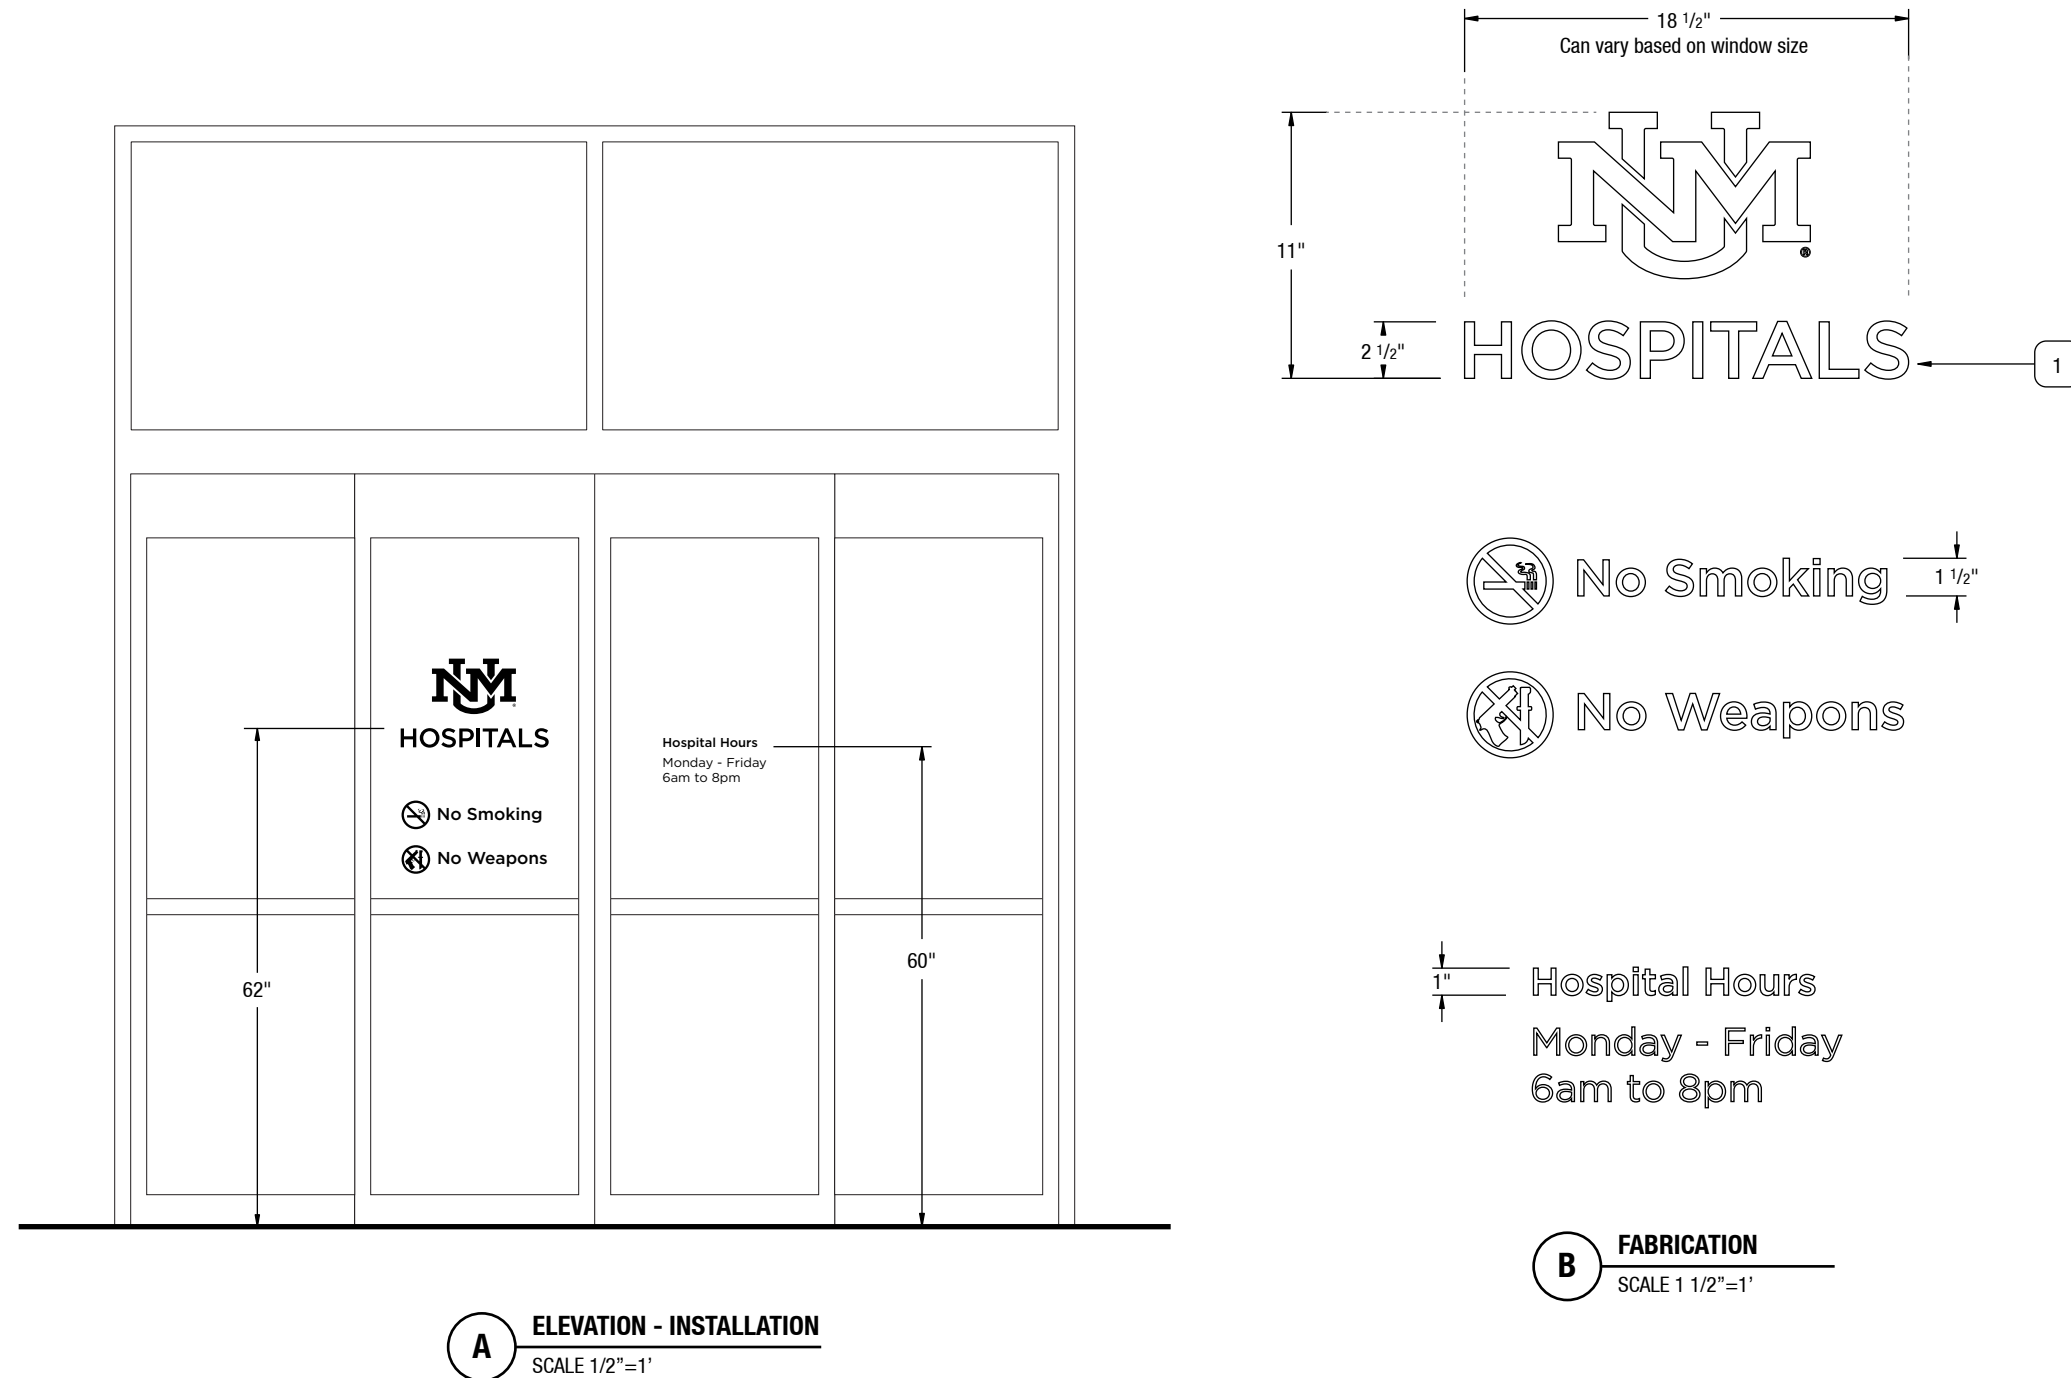 UNM
HOSPITALS
No Smoking
No Weapons
62"
Hospital Hours
Monday - Friday
6am to 8pm
60"
A
ELEVATION - INSTALLATION
SCALE 1/2”=1’
18 1/2"
Can vary based on window size
11"
UNM
®
2 1/2"
HOSPITALS
1
No Smoking
1 1/2"
No Weapons
1"
Hospital Hours
Monday - Friday
6am to 8pm
B
FABRICATION
SCALE 1 1/2”=1’